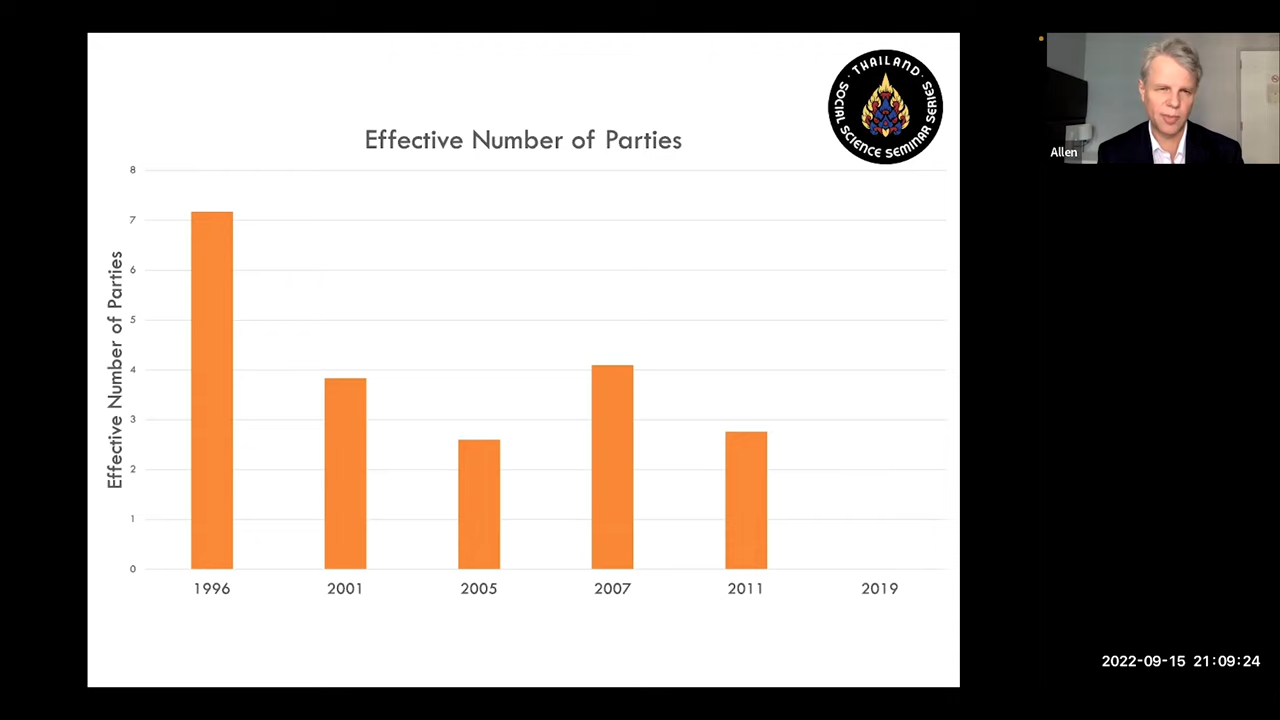 THAILAND
SOCIAL SCIENCE SEMINAR SERIES
Effective Number of Parties
Effective Number of Parties
8
7
6
5
4
3
2
1
0
1996 2001 2005 2007 2011 2019
Allen
2022-09-15 21:09:24